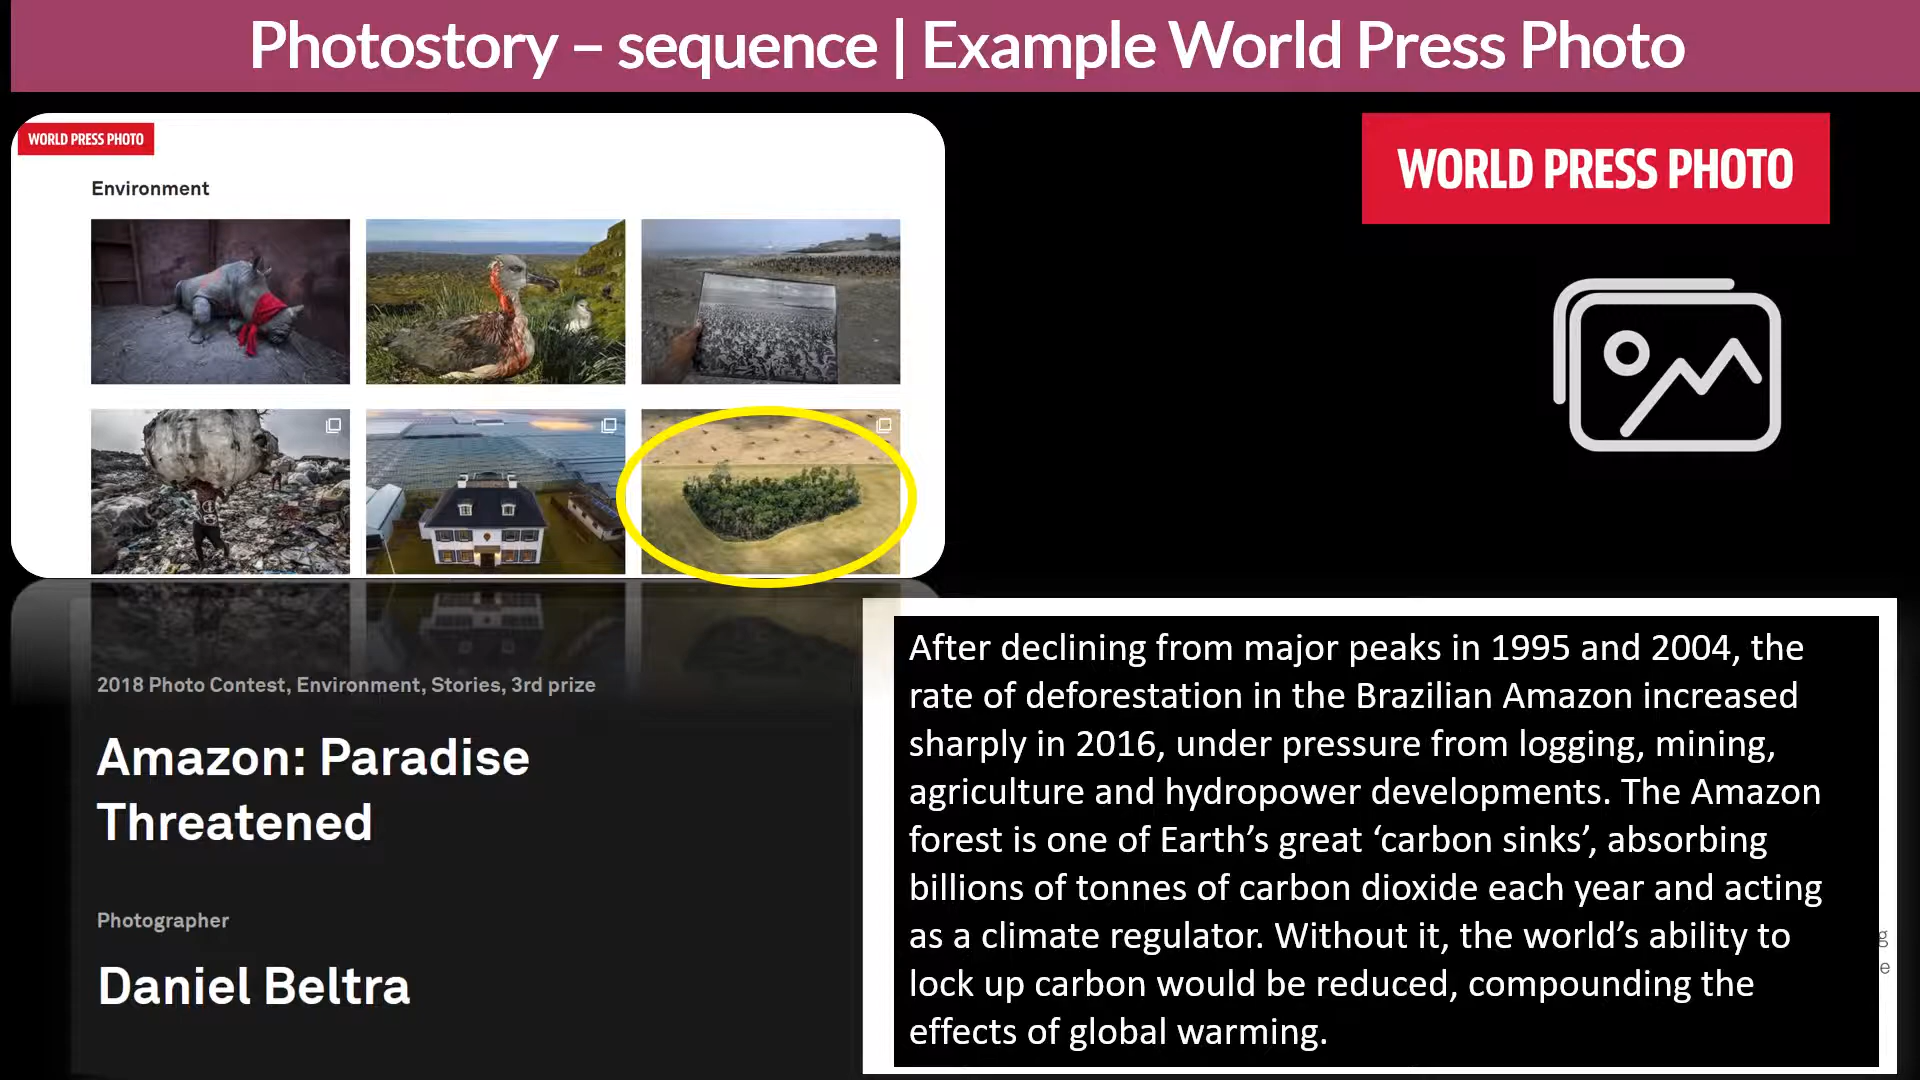 Photostory – sequence | Example World Press Photo
WORLD PRESS PHOTO
WORLD PRESS PHOTO
Environment
2018 Photo Contest, Environment, Stories, 3rd prize
Amazon: Paradise
Threatened
Photographer
Daniel Beltra
After declining from major peaks in 1995 and 2004, the
rate of deforestation in the Brazilian Amazon increased
sharply in 2016, under pressure from logging, mining,
agriculture and hydropower developments. The Amazon
forest is one of Earth’s great ‘carbon sinks’, absorbing
billions of tonnes of carbon dioxide each year and acting
as a climate regulator. Without it, the world’s ability to
lock up carbon would be reduced, compounding the
effects of global warming.